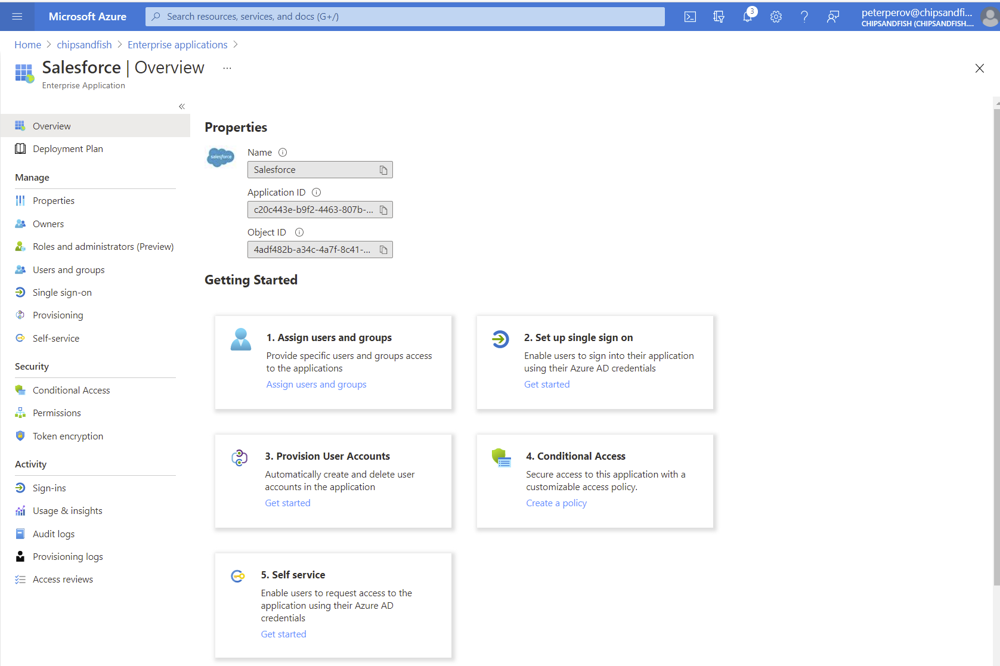 Microsoft Azure
Search resources, services, and docs (G+/)
3
peterperov@chipsandfi...
CHIPSANDFISH (CHIPSANDFISH....
Home > chipsandfish > Enterprise applications >
Salesforce | Overview ...
Enterprise Application
«
Overview
Deployment Plan
Manage
Properties
Owners
Roles and administrators (Preview)
Users and groups
Single sign-on
Provisioning
Self-service
Security
Conditional Access
Permissions
Token encryption
Activity
Sign-ins
Usage & insights
Audit logs
Provisioning logs
Access reviews
Properties
salesforce
Name
Salesforce
Application ID
c20c443e-b9f2-4463-807b-...
Object ID
4adf482b-a34c-4a7f-8c41-...
Getting Started
1. Assign users and groups
Provide specific users and groups access
to the applications
Assign users and groups
2. Set up single sign on
Enable users to sign into their application
using their Azure AD credentials
Get started
3. Provision User Accounts
Automatically create and delete user
accounts in the application
Get started
4. Conditional Access
Secure access to this application with a
customizable access policy.
Create a policy
5. Self service
Enable users to request access to the
application using their Azure AD
credentials
Get started